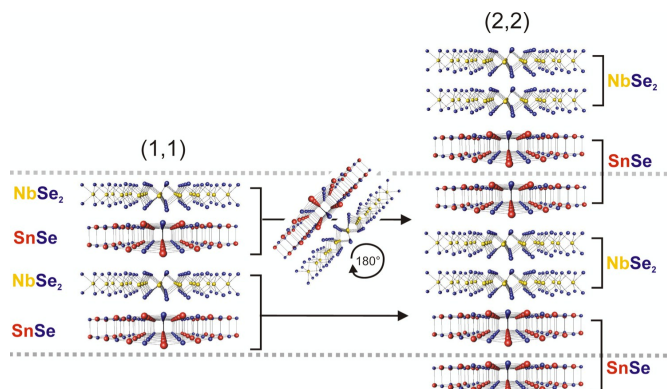 (2,2)
NbSe₂
(1,1)
SnSe
NbSe₂
SnSe
NbSe₂
NbSe₂
180°
SnSe
SnSe